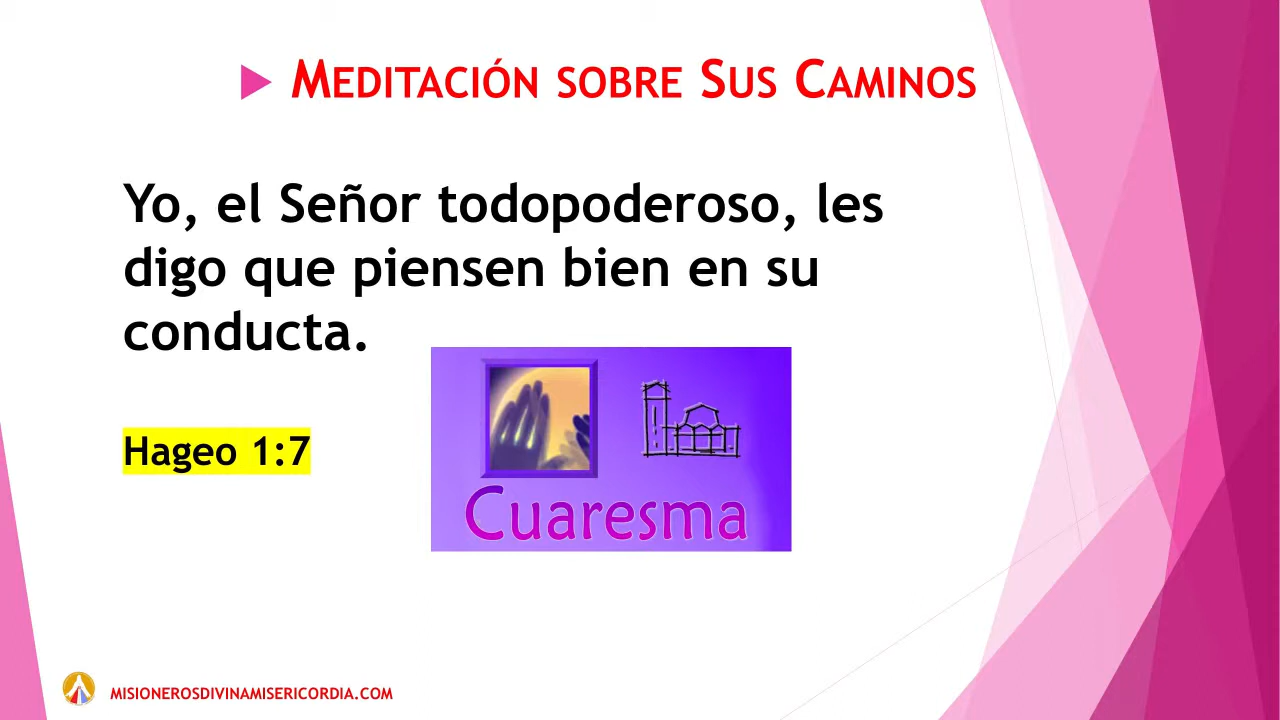 MEDITACIÓN SOBRE SUS CAMINOS
Yo, el Señor todopoderoso, les
digo que piensen bien en su
conducta.
Hageo 1:7
Cuaresma
MISIONEROSDIVINAMISERICORDIA.COM